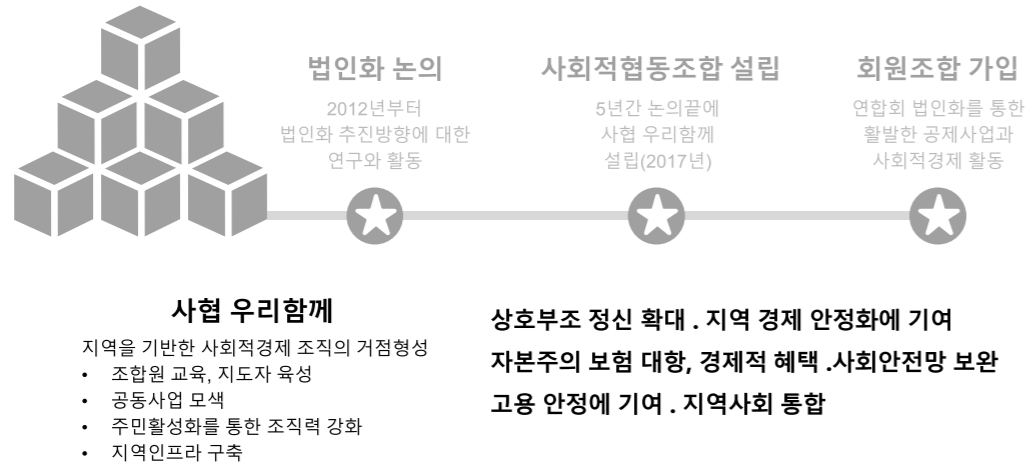 법인화 논의
2012년부터
법인화 추진방향에 대한
연구와 활동
사회적협동조합 설립
5년간 논의끝에
사협 우리함께
설립(2017년)
회원조합 가입
연합회 법인화를 통한
활발한 공제사업과
사회적경제 활동
사협 우리함께
지역을 기반한 사회적경제 조직의 거점형성
• 조합원 교육, 지도자 육성
• 공동사업 모색
• 주민활성화를 통한 조직력 강화
• 지역인프라 구축
상호부조 정신 확대 . 지역 경제 안정화에 기여
자본주의 보험 대항, 경제적 혜택 .사회안전망 보완
고용 안정에 기여 . 지역사회 통합